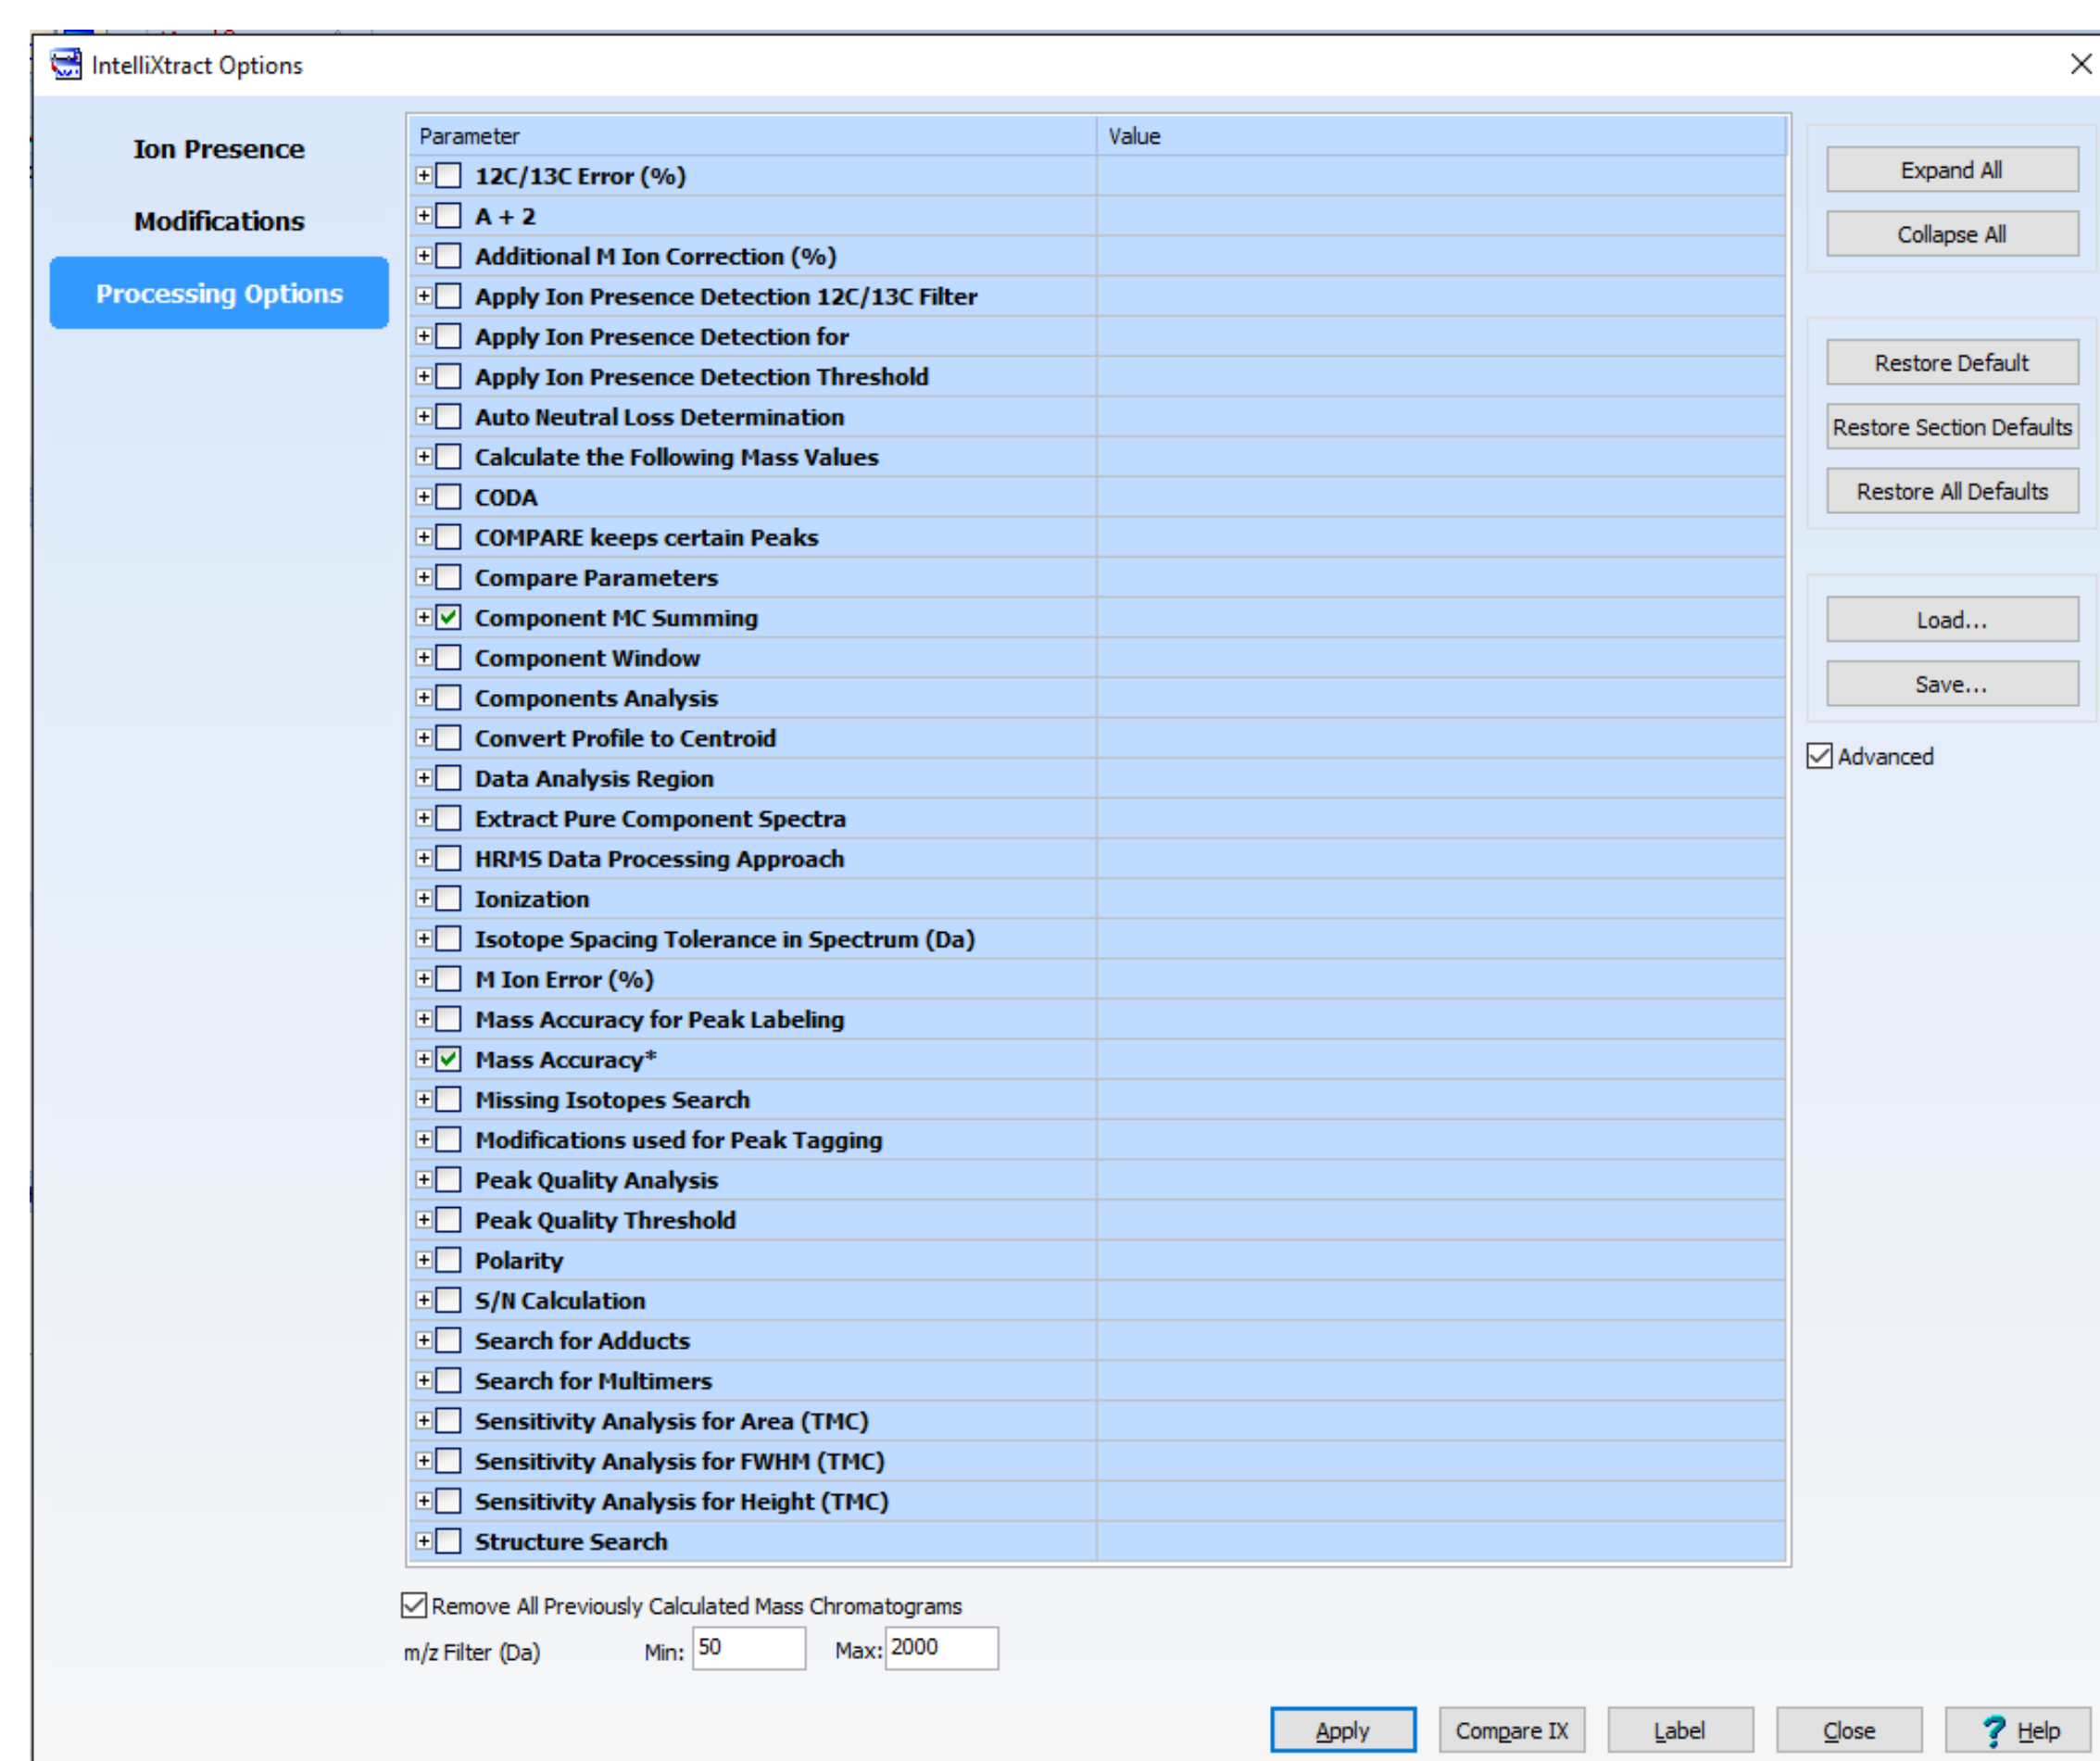 IntelliXtract Options
Ion Presence
Modifications
Processing Options
Parameter Value
12C/13C Error (%)
A + 2
Additional M Ion Correction (%)
Apply Ion Presence Detection 12C/13C Filter
Apply Ion Presence Detection for
Apply Ion Presence Detection Threshold
Auto Neutral Loss Determination
Calculate the Following Mass Values
CODA
COMPARE keeps certain Peaks
Compare Parameters
Component MC Summing
Component Window
Components Analysis
Convert Profile to Centroid
Data Analysis Region
Extract Pure Component Spectra
HRMS Data Processing Approach
Ionization
Isotope Spacing Tolerance in Spectrum (Da)
M Ion Error (%)
Mass Accuracy for Peak Labeling
Mass Accuracy*
Missing Isotopes Search
Modifications used for Peak Tagging
Peak Quality Analysis
Peak Quality Threshold
Polarity
S/N Calculation
Search for Adducts
Search for Multimers
Sensitivity Analysis for Area (TMC)
Sensitivity Analysis for FWHM (TMC)
Sensitivity Analysis for Height (TMC)
Structure Search
Expand All
Collapse All
Restore Default
Restore Section Defaults
Restore All Defaults
Load...
Save...
Advanced
Remove All Previously Calculated Mass Chromatograms
m/z Filter (Da) Min: 50 Max: 2000
Apply Compare IX Label Close ? Help